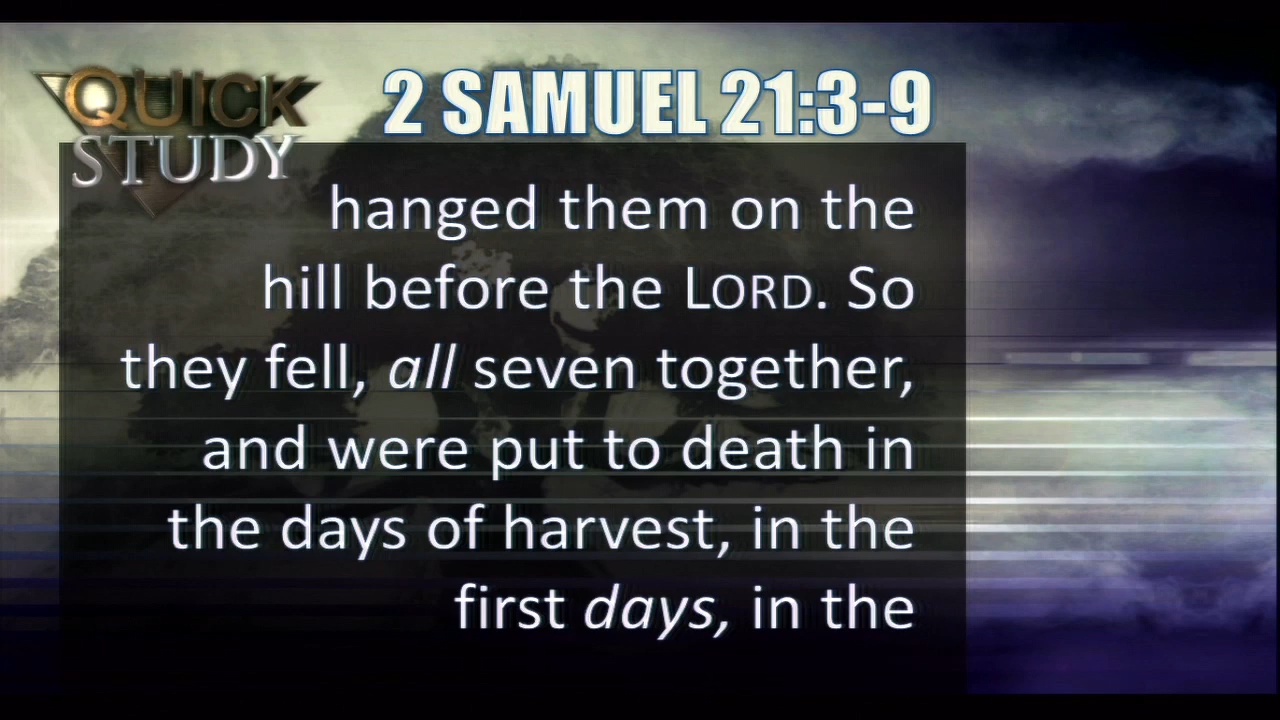 QUICK
STUDY
2 SAMUEL 21:3-9
hanged them on the
hill before the LORD. So
they fell, all seven together,
and were put to death in
the days of harvest, in the
first days, in the